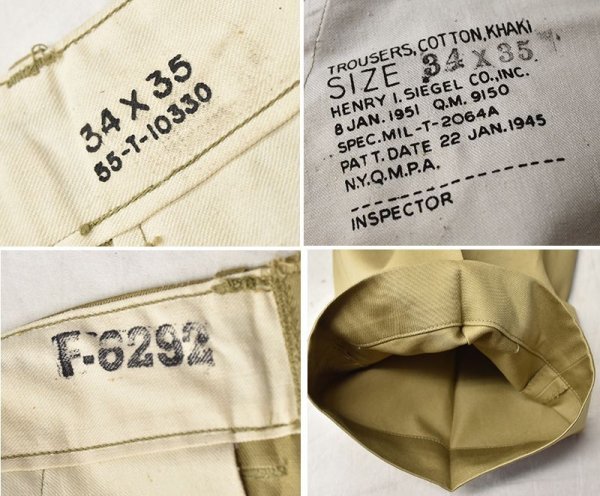 34 X 35
55-T-10330
TROUSERS, COTTON, KHAKI
SIZE 34 X 35
HENRY I. SIEGEL CO., INC.
8 JAN. 1951 Q.M. 9150
SPEC. MIL-T-2064A
PATT. DATE 22 JAN. 1945
N.Y.Q.M.P.A.
INSPECTOR
F-6292